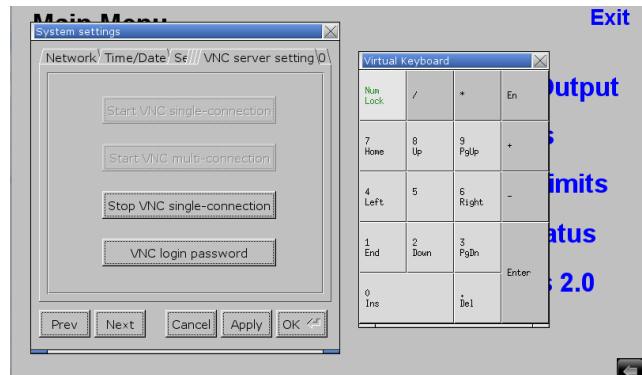 Main Menu
Exit
System settings
Network Time/Date Se VNC server setting
Start VNC single-connection
Start VNC multi-connection
Stop VNC single-connection
VNC login password
Prev Next Cancel Apply OK
Virtual Keyboard
Num Lock / * En
7 Home 8 Up 9 PgUp +
4 Left 5 6 Right -
1 End 2 Down 3 PgDn Enter
0 Ins . Del
utput
s
imits
atus
s 2.0